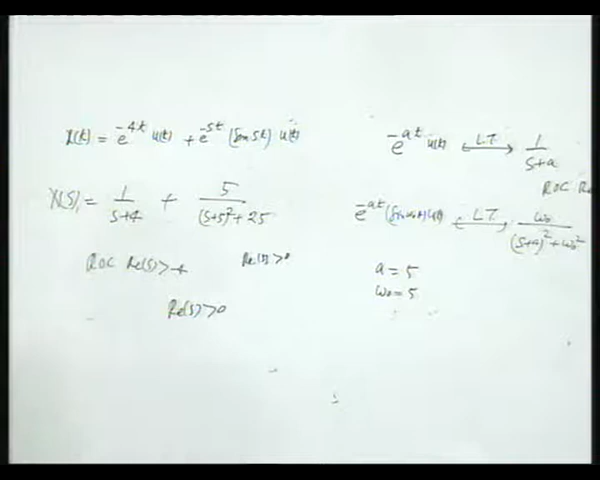 x(t) = e^{-4t} u(t) + e^{-5t} (sin 5t) u(t)
X(s) = 1/(s+4) + 5/((s+5)^2 + 25)
ROC Re(s) > -4 Re(s) > 0
Re(s) > 0
e^{-at} u(t) ⟷ LT 1/(s+a)
ROC Re
e^{-at} (sin ω₀t) u(t) ⟷ LT ω₀/((s+a)^2 + ω₀^2)
a = 5
ω₀ = 5